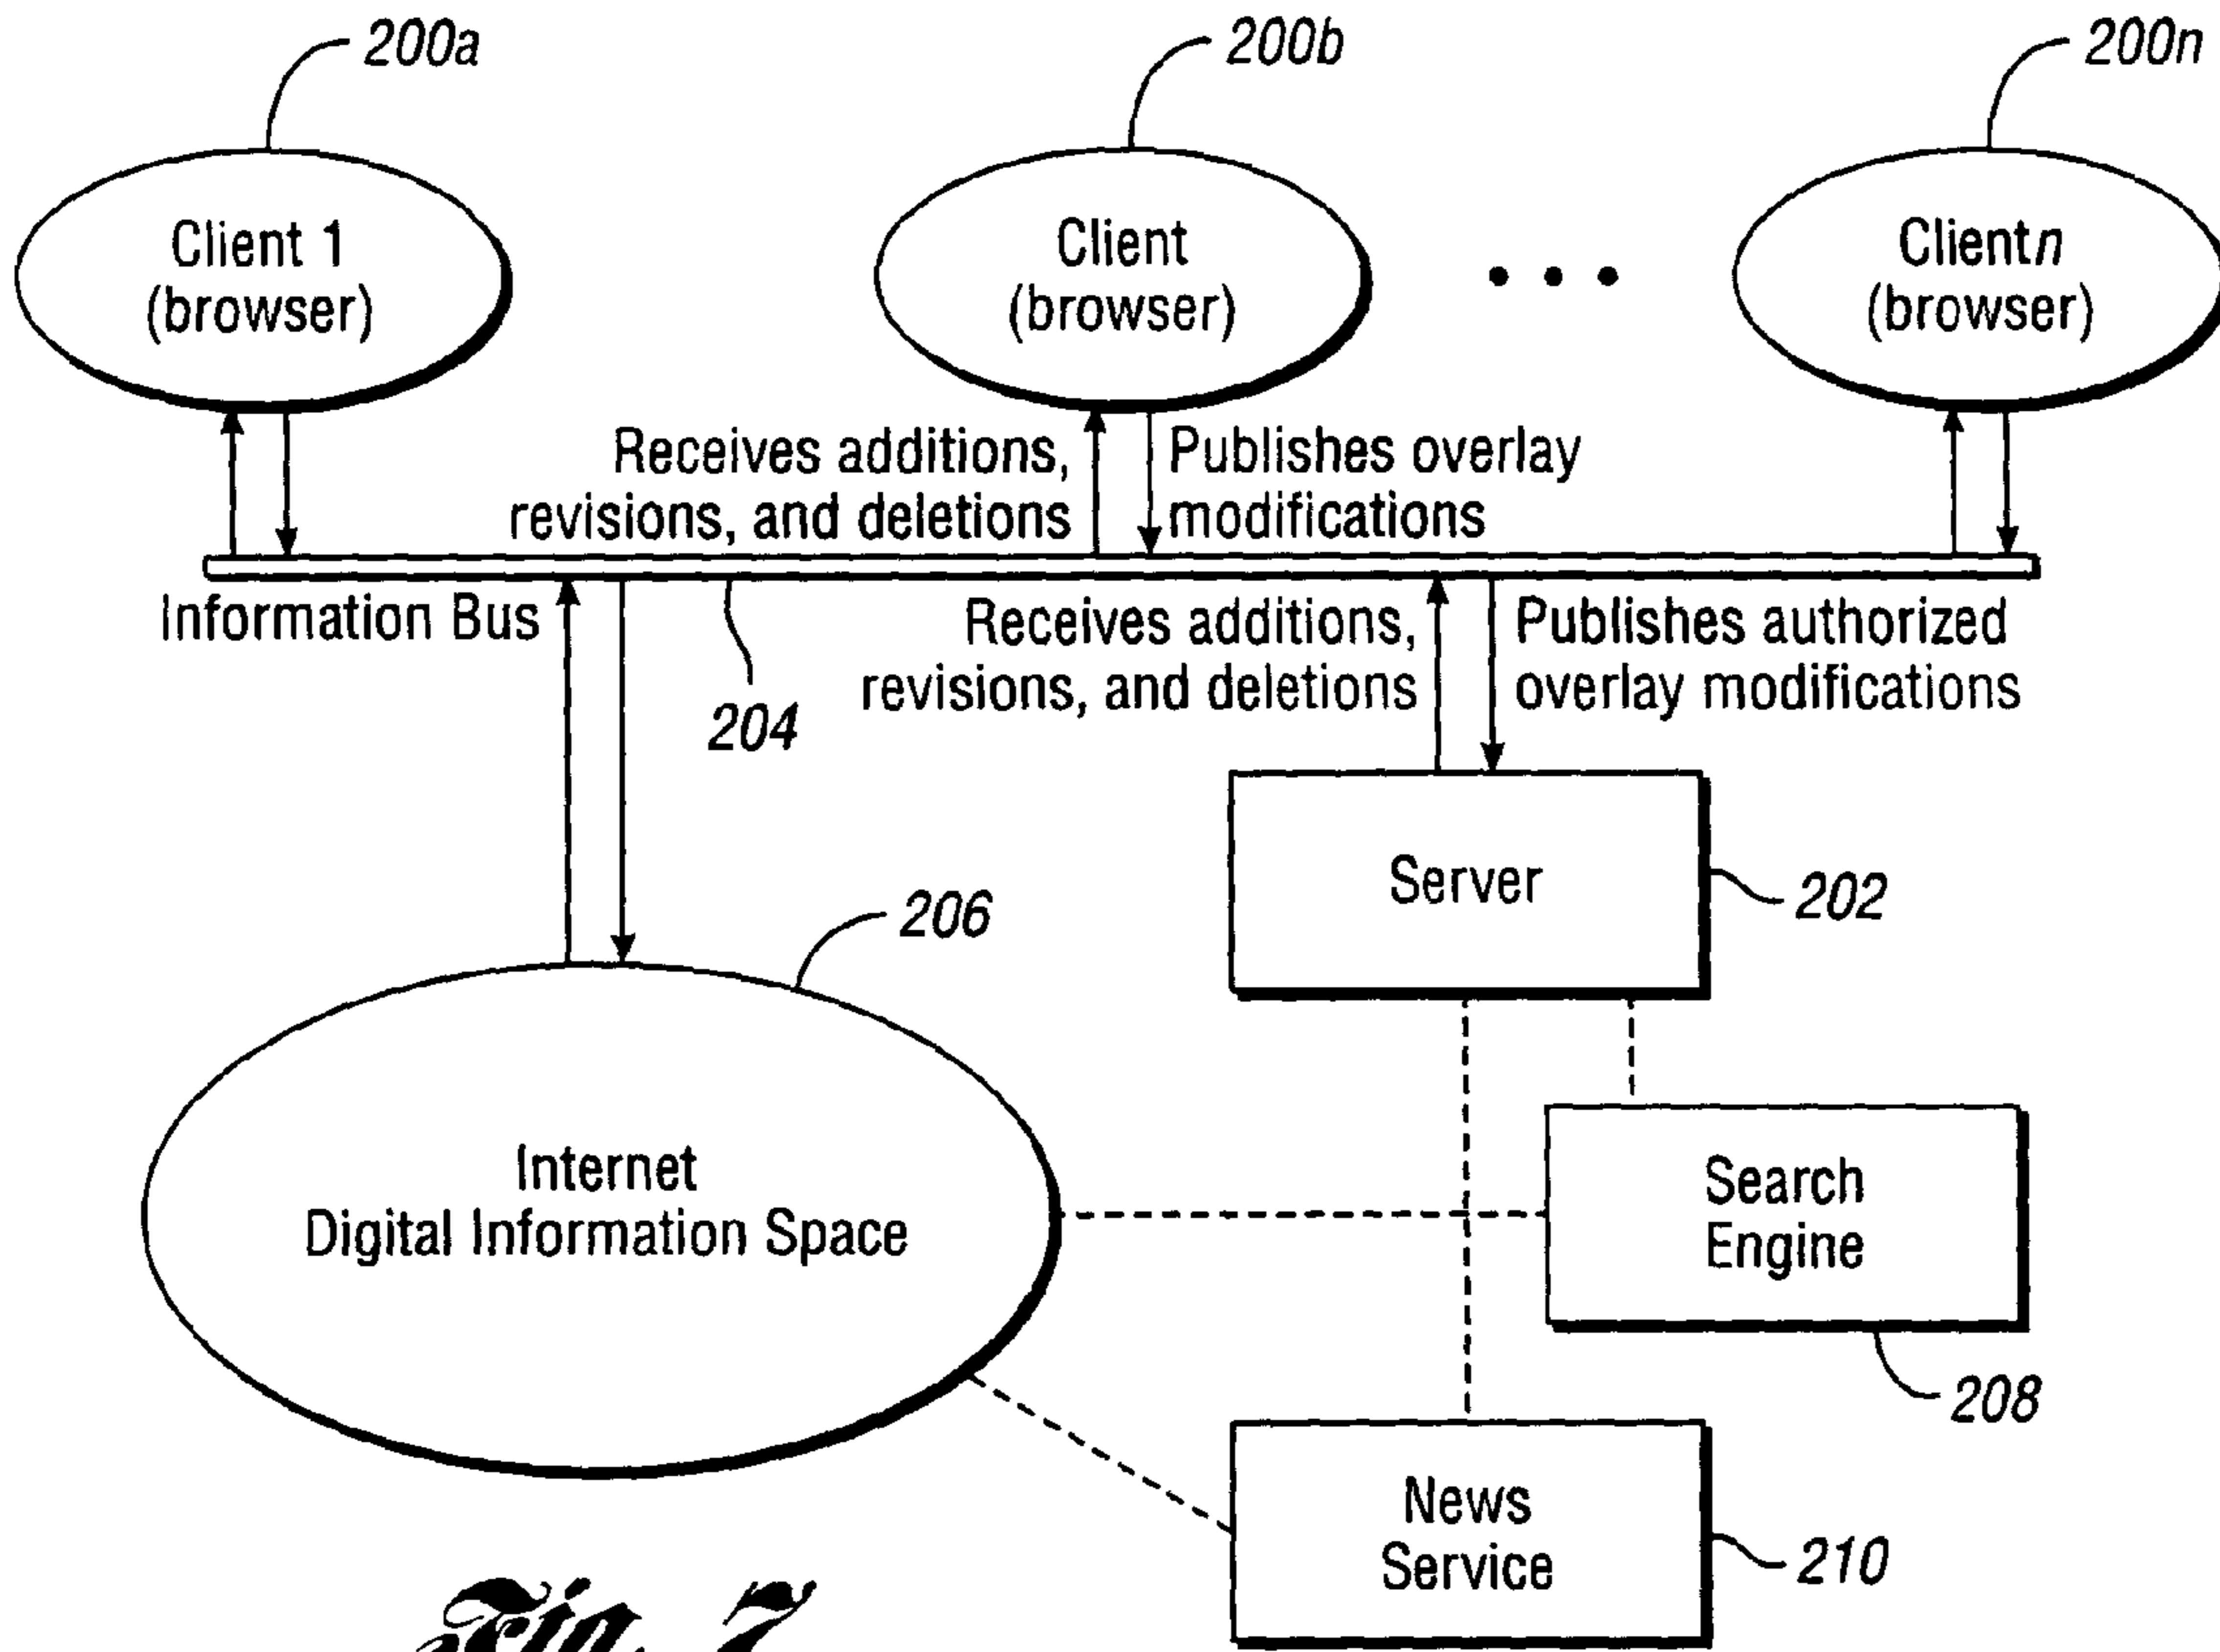 200a
200b
200n
Client 1
(browser)
Client
(browser)
Clientn
(browser)
Receives additions,
revisions, and deletions
Publishes overlay
modifications
Information Bus
204
Receives additions,
revisions, and deletions
Publishes authorized
overlay modifications
Server
202
206
Internet
Digital Information Space
Search
Engine
208
News
Service
210
Fig. 7